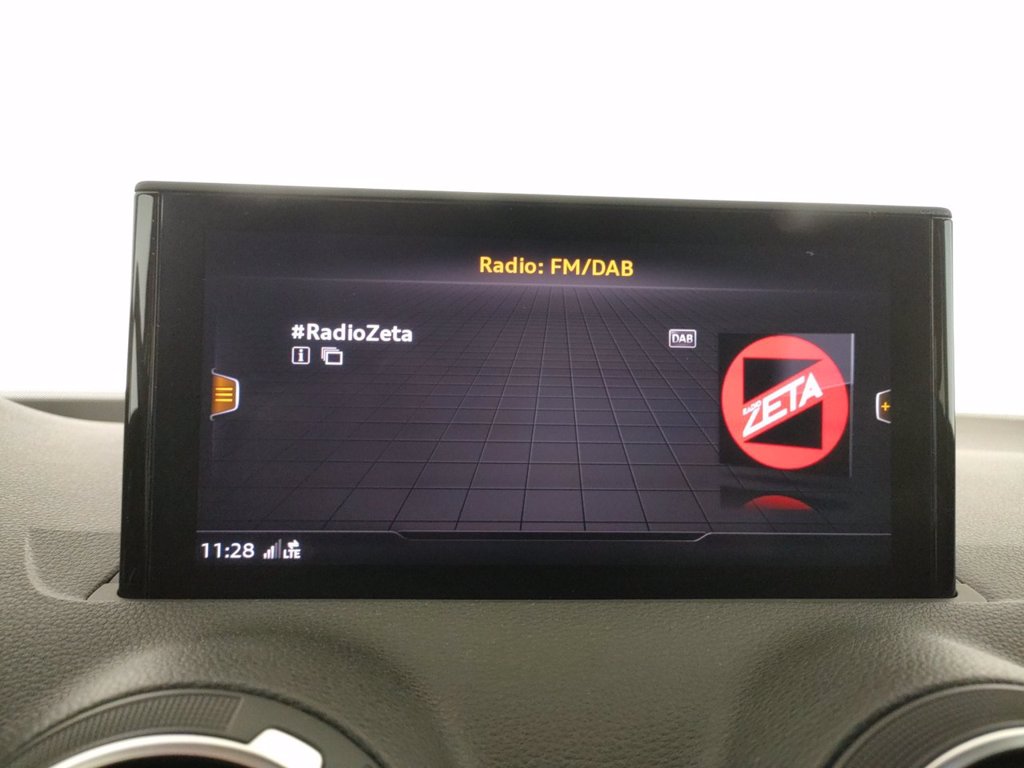 Radio: FM/DAB
#RadioZeta
DAB
RADIO
ZETA
11:28
LTE